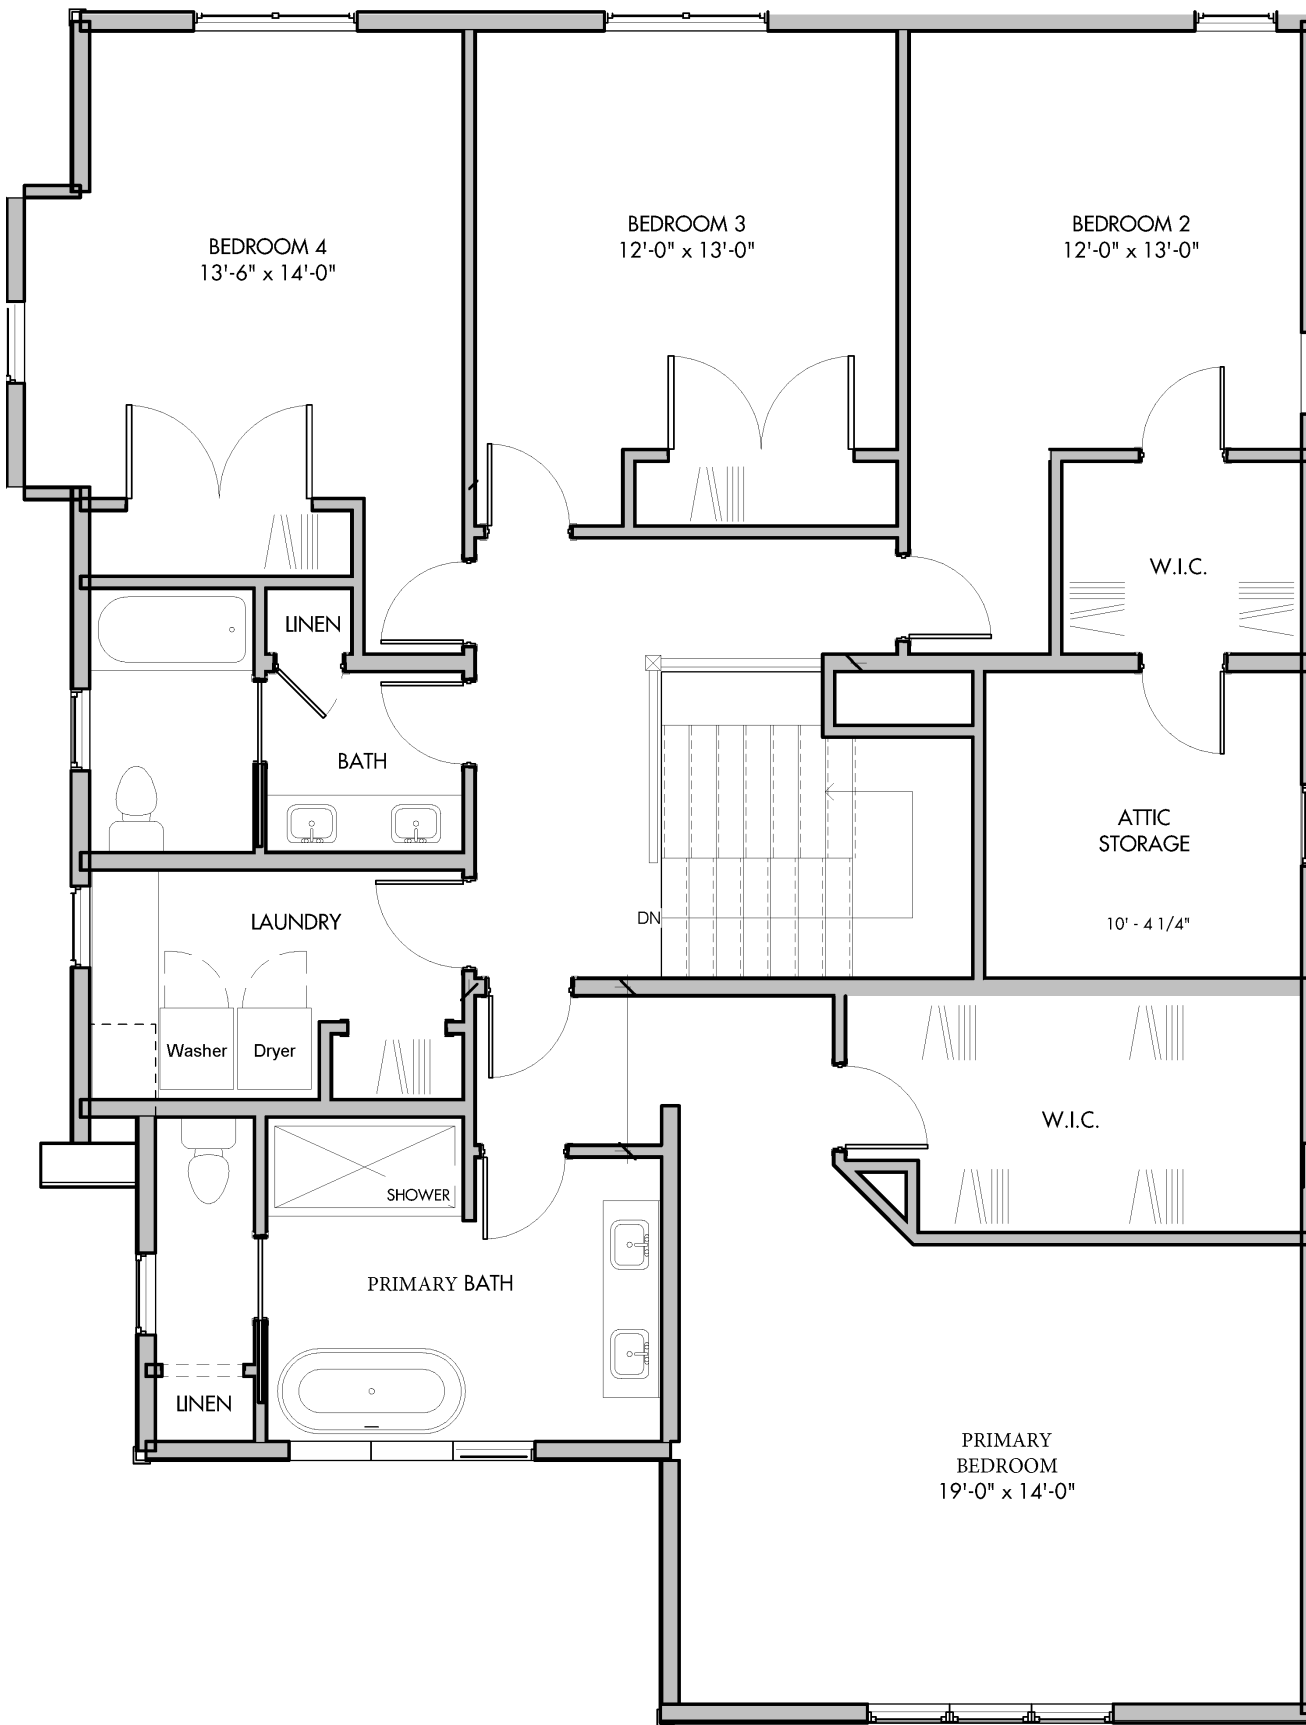 BEDROOM 4
13'-6" x 14'-0"
BEDROOM 3
12'-0" x 13'-0"
BEDROOM 2
12'-0" x 13'-0"
W.I.C.
LINEN
BATH
ATTIC
STORAGE
10' - 4 1/4"
LAUNDRY
DN
Washer
Dryer
W.I.C.
SHOWER
PRIMARY BATH
LINEN
PRIMARY
BEDROOM
19'-0" x 14'-0"